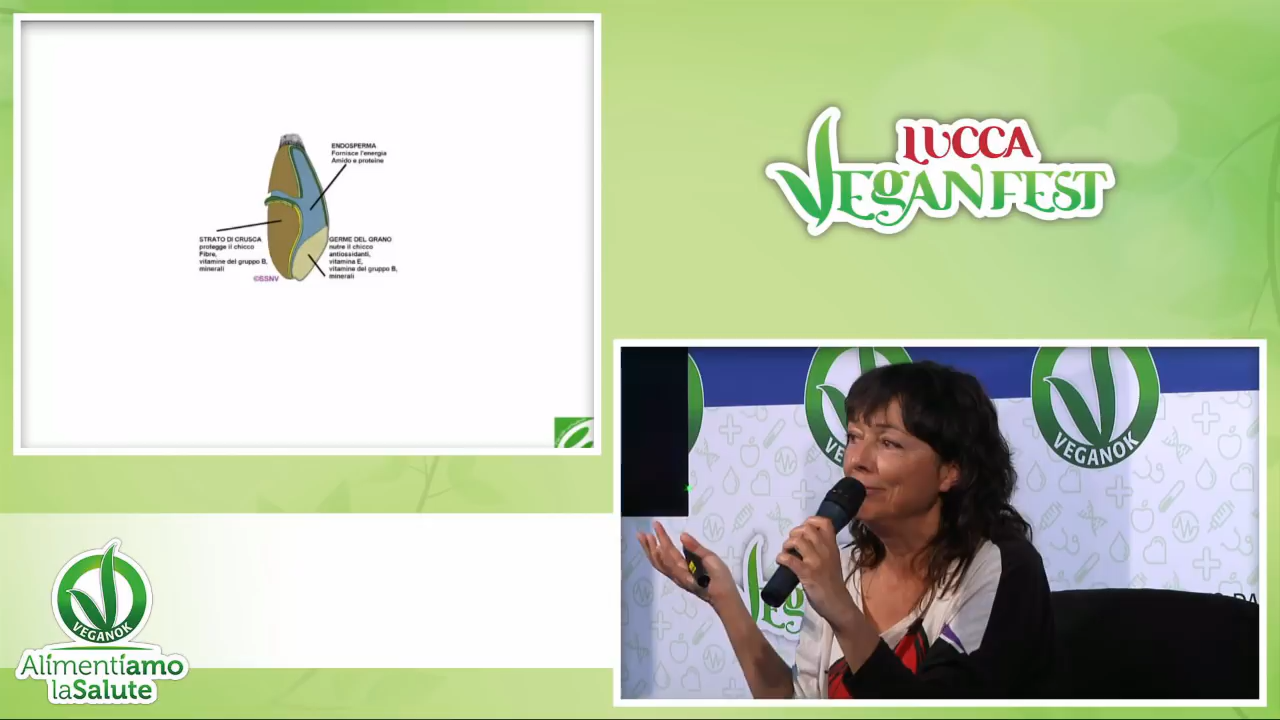 ENDOSPERMA
Fornisce l'energia
Amido e proteine
STRATO DI CRUSCA
protegge il chicco
Fibre,
vitamine del gruppo B,
minerali
GERME DEL GRANO
nutre il chicco
antiossidanti,
vitamina E,
vitamine del gruppo B,
minerali
©SSNV
LUCCA
VEGANFEST
VEGANOK
VEGANOK
VEGANOK
AlimentiAmo
laSalute